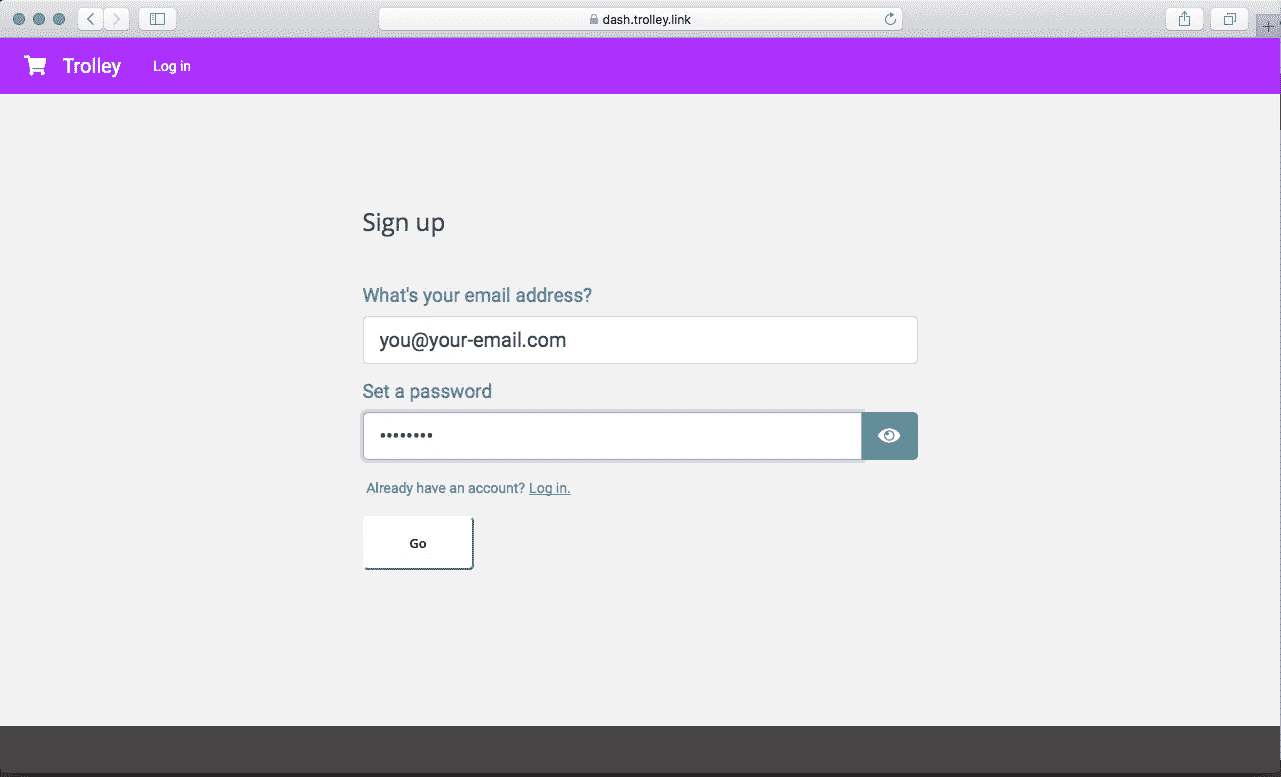 dash.trolley.link
Trolley Log in
Sign up
What's your email address?
you@your-email.com
Set a password
••••••••
Already have an account? Log in.
Go